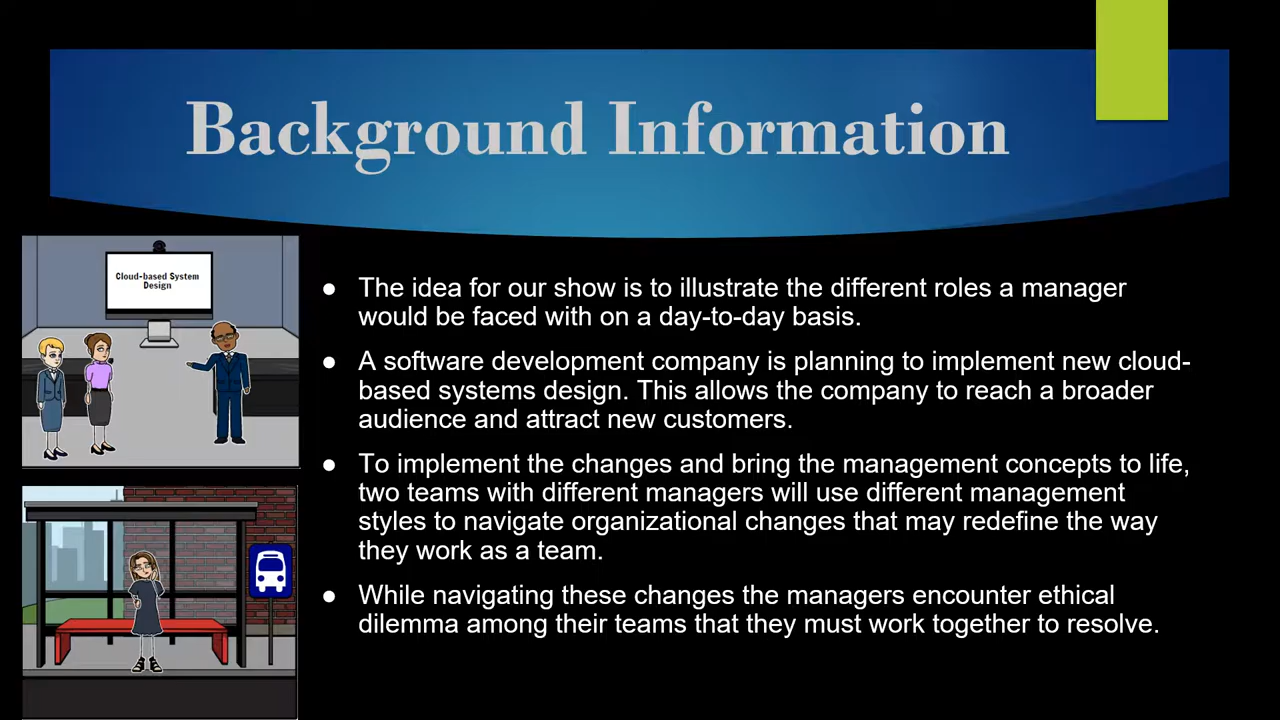 Background Information
Cloud-based System
Design
● The idea for our show is to illustrate the different roles a manager
would be faced with on a day-to-day basis.
● A software development company is planning to implement new cloud-
based systems design. This allows the company to reach a broader
audience and attract new customers.
● To implement the changes and bring the management concepts to life,
two teams with different managers will use different management
styles to navigate organizational changes that may redefine the way
they work as a team.
● While navigating these changes the managers encounter ethical
dilemma among their teams that they must work together to resolve.